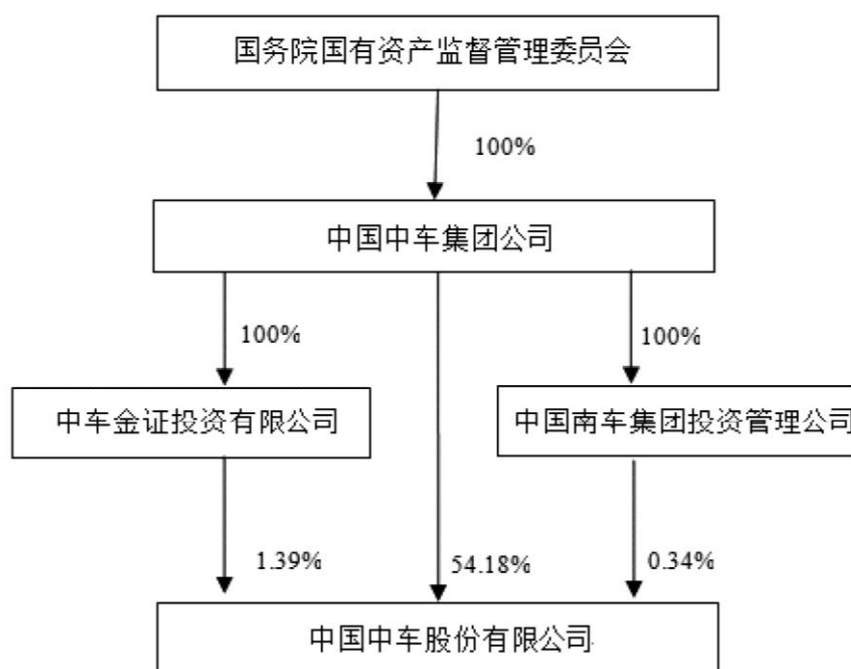 国务院国有资产监督管理委员会
100%
中国中车集团公司
100%
100%
中车金证投资有限公司
中国南车集团投资管理公司
1.39%
54.18%
0.34%
中国中车股份有限公司